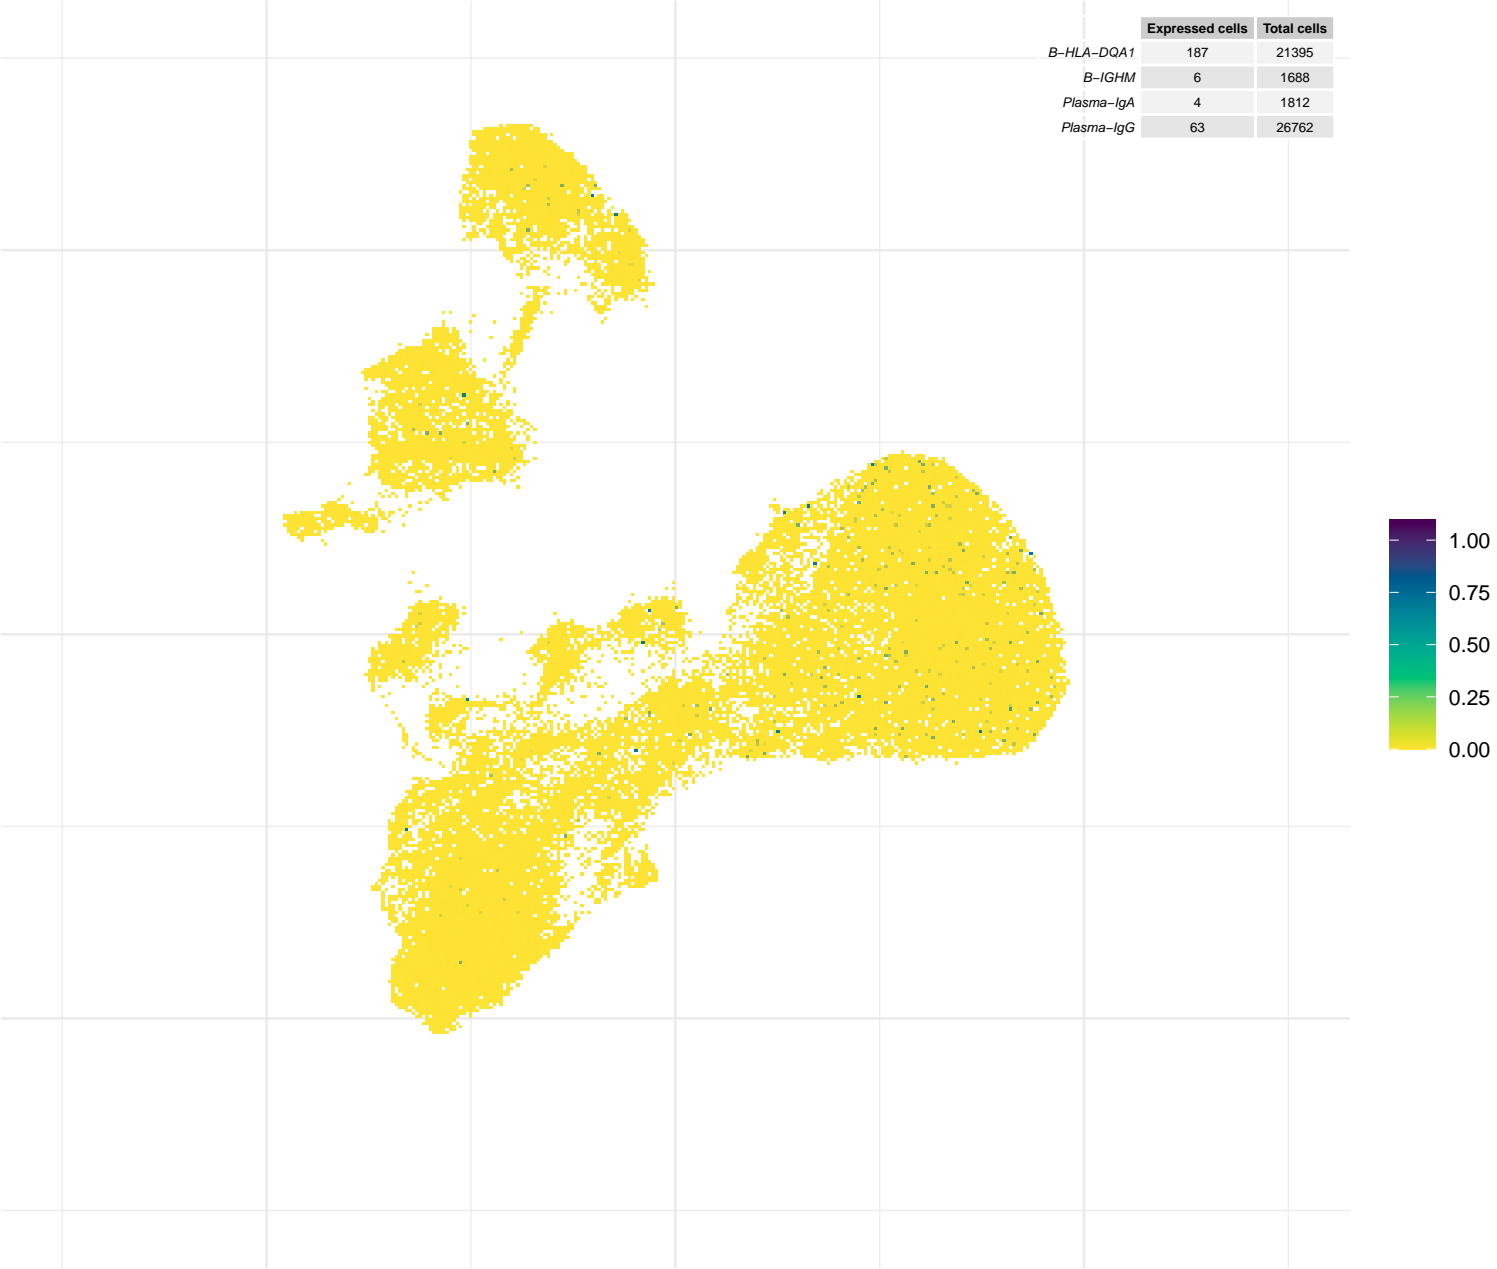 Expressed cells Total cells
B−HLA−DQA1 187 21395
B−IGHM 6 1688
Plasma−IgA 4 1812
Plasma−IgG 63 26762
1.00
0.75
0.50
0.25
0.00